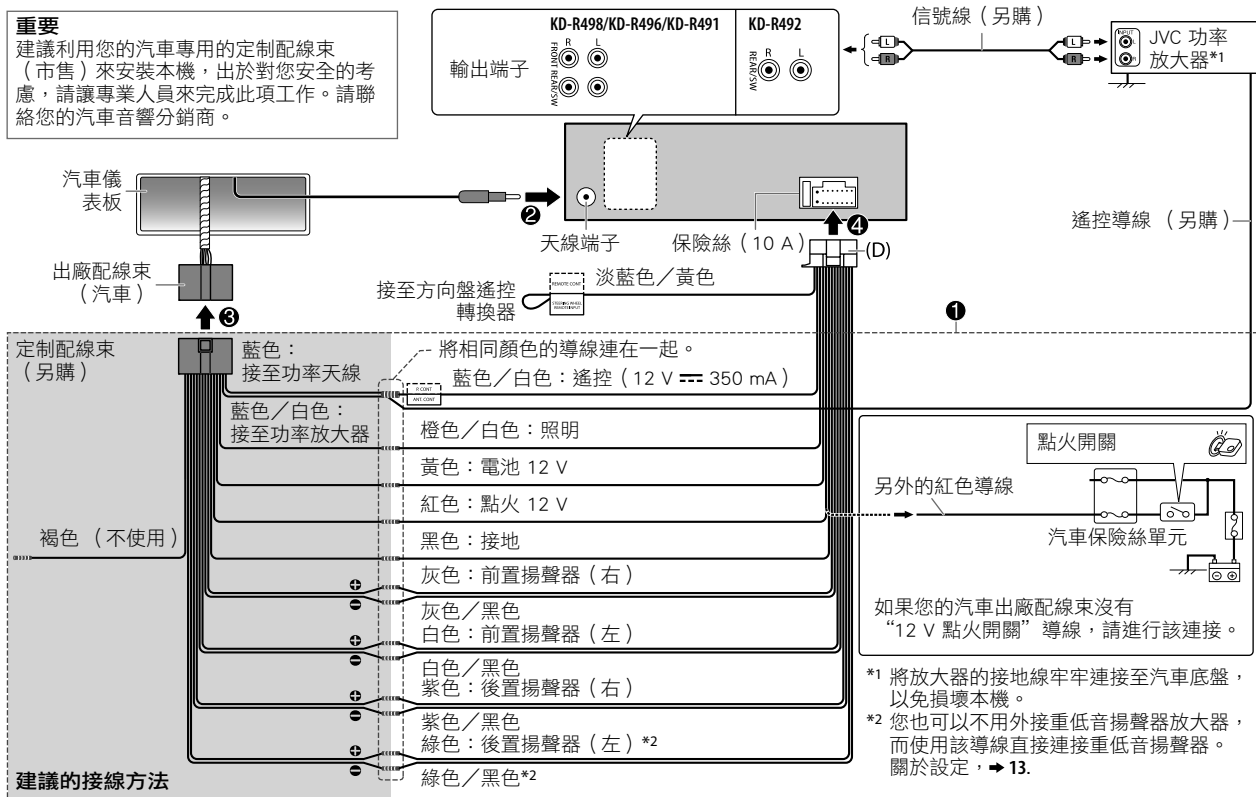 重要
建議利用您的汽車專用的定制配線束
（市售）來安裝本機，出於對您安全的考
慮，請讓專業人員來完成此項工作。請聯
絡您的汽車音響分銷商。
輸出端子
KD-R498/KD-R496/KD-R491
R L
FRONT
REAR/SW
KD-R492
R L
REAR/SW
信號線（另購）
L
R
L
R
INPUT
L
R
JVC 功率
放大器*1
汽車儀
表板
❷
天線端子
保險絲（10 A）
❹
(D)
遙控導線 （另購）
出廠配線束
（汽車）
❸
接至方向盤遙控
轉換器
REMOTE CONT
STEERING WHEEL
REMOTE INPUT
淡藍色／黃色
❶
定制配線束
（另購）
藍色：
接至功率天線
藍色／白色：
接至功率放大器
將相同顏色的導線連在一起。
P. CONT
ANT. CONT
藍色／白色：遙控（12 V ⎓ 350 mA）
橙色／白色：照明
黃色：電池 12 V
紅色：點火 12 V
褐色 （不使用）
黑色：接地
⊕ 灰色：前置揚聲器（右）
⊖ 灰色／黑色
⊕ 白色：前置揚聲器（左）
⊖ 白色／黑色
⊕ 紫色：後置揚聲器（右）
⊖ 紫色／黑色
⊕ 綠色：後置揚聲器（左）*2
⊖ 綠色／黑色*2
建議的接線方法
點火開關
另外的紅色導線
汽車保險絲單元
⊖ ⊕
如果您的汽車出廠配線束沒有
“12 V 點火開關”導線，請進行該連接。
*1 將放大器的接地線牢牢連接至汽車底盤，
以免損壞本機。
*2 您也可以不用外接重低音揚聲器放大器，
而使用該導線直接連接重低音揚聲器。
關於設定，➜ 13.